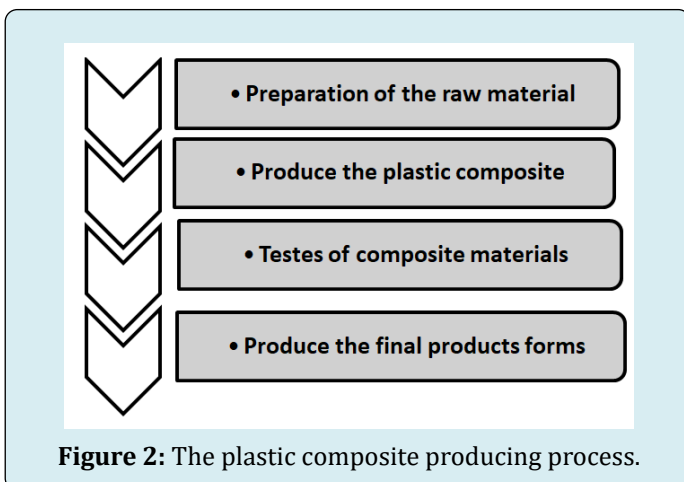 • Preparation of the raw material
• Produce the plastic composite
• Testes of composite materials
• Produce the final products forms
Figure 2: The plastic composite producing process.